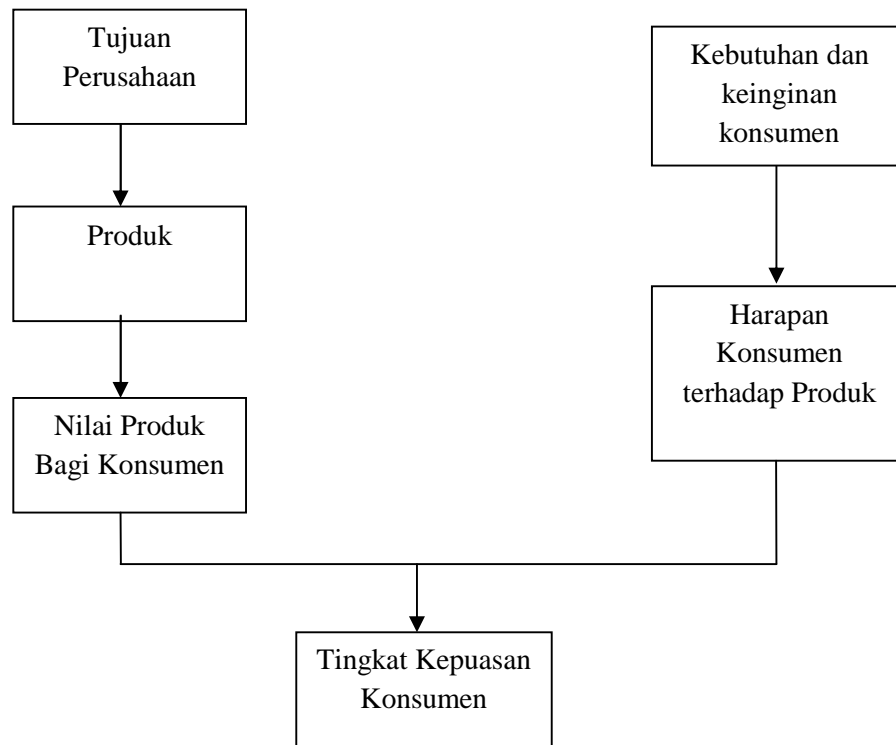 Tujuan
Perusahaan
Produk
Nilai Produk
Bagi Konsumen
Kebutuhan dan
keinginan
konsumen
Harapan
Konsumen
terhadap Produk
Tingkat Kepuasan
Konsumen